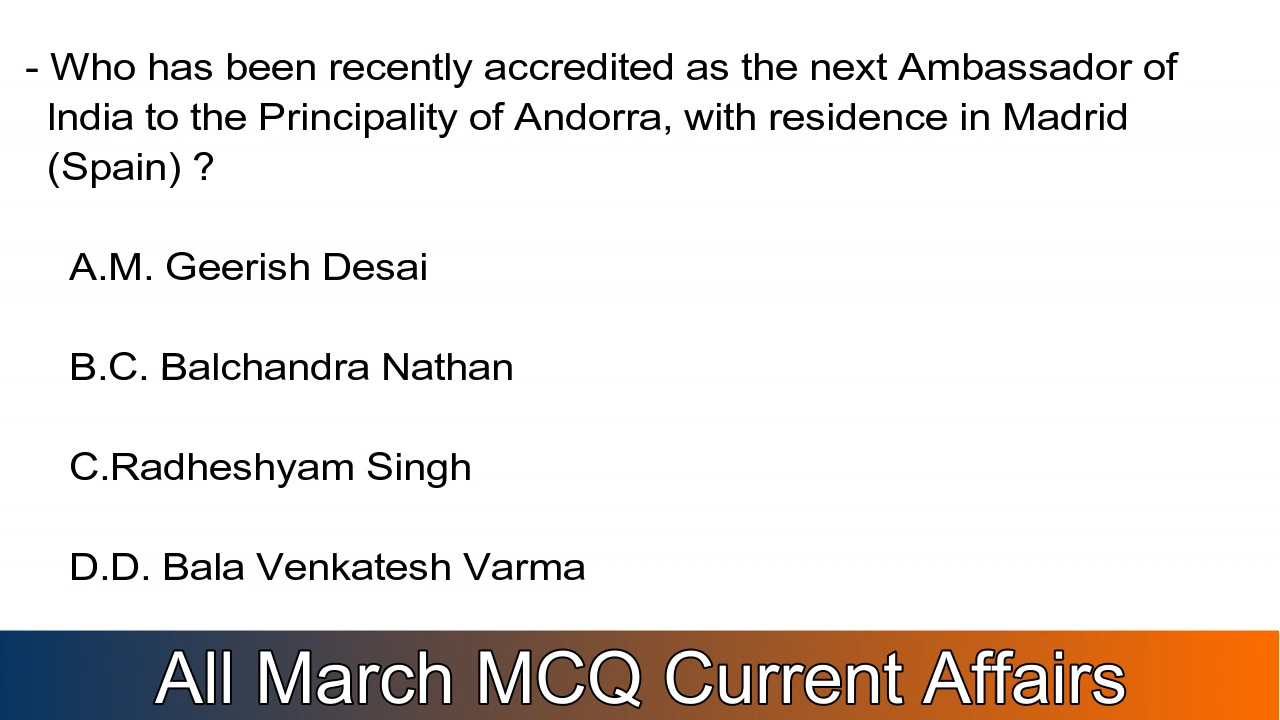 - Who has been recently accredited as the next Ambassador of
India to the Principality of Andorra, with residence in Madrid
(Spain) ?
A.M. Geerish Desai
B.C. Balchandra Nathan
C.Radheshyam Singh
D.D. Bala Venkatesh Varma
All March MCQ Current Affairs